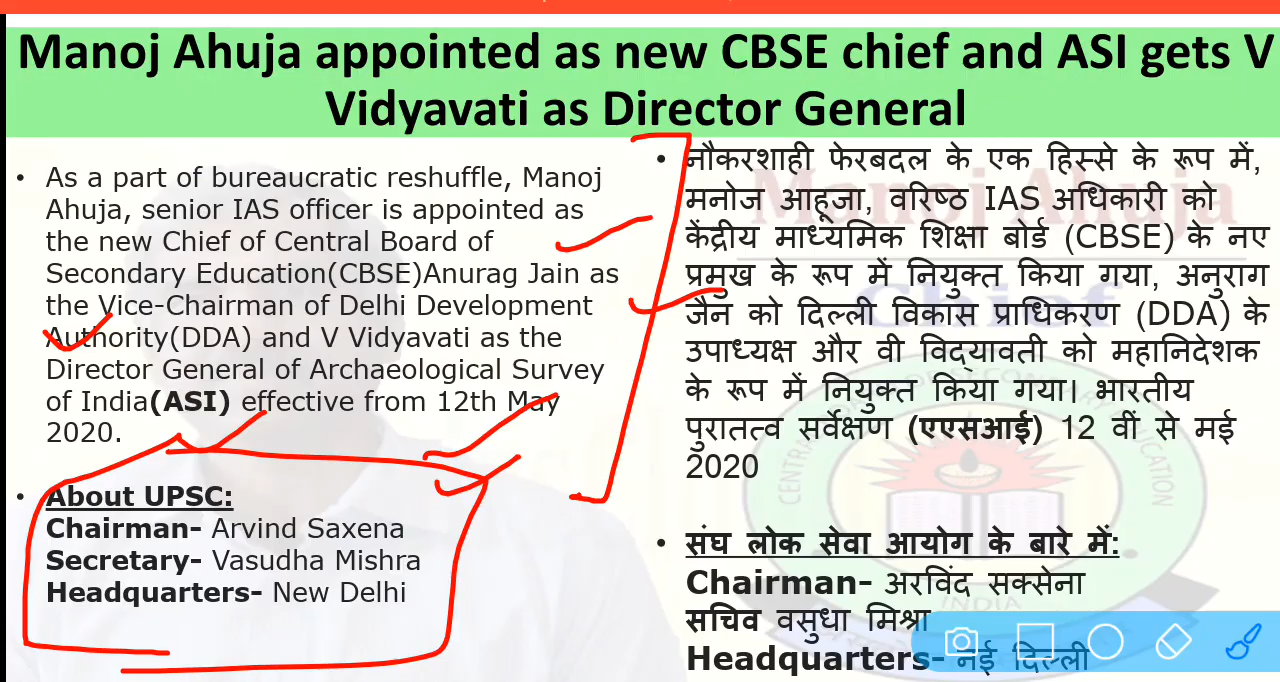 Manoj Ahuja appointed as new CBSE chief and ASI gets V
Vidyavati as Director General
• As a part of bureaucratic reshuffle, Manoj
Ahuja, senior IAS officer is appointed as
the new Chief of Central Board of
Secondary Education(CBSE)Anurag Jain as
the Vice-Chairman of Delhi Development
Authority(DDA) and V Vidyavati as the
Director General of Archaeological Survey
of India(ASI) effective from 12th May
2020.
• About UPSC:
Chairman- Arvind Saxena
Secretary- Vasudha Mishra
Headquarters- New Delhi
• नौकरशाही फेरबदल के एक हिस्से के रूप में,
मनोज आहूजा, वरिष्ठ IAS अधिकारी को
केंद्रीय माध्यमिक शिक्षा बोर्ड (CBSE) के नए
प्रमुख के रूप में नियुक्त किया गया, अनुराग
जैन को दिल्ली विकास प्राधिकरण (DDA) के
उपाध्यक्ष और वी विद्यावती को महानिदेशक
के रूप में नियुक्त किया गया। भारतीय
पुरातत्व सर्वेक्षण (एएसआई) 12 वीं से मई
2020
• संघ लोक सेवा आयोग के बारे में:
Chairman- अरविंद सक्सेना
सचिव वसुधा मिश्रा
Headquarters- नई दिल्ली
Manoj Ahuja
Chief
INDIA